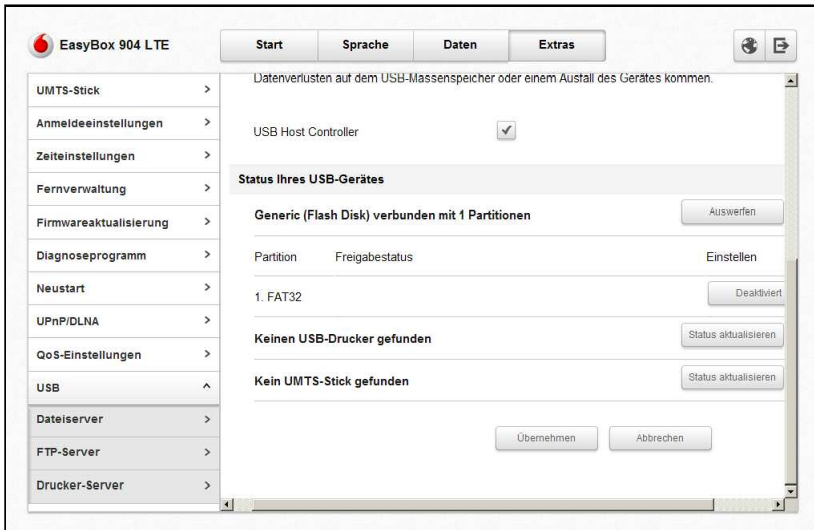 EasyBox 904 LTE
Start
Sprache
Daten
Extras
UMTS-Stick
Anmeldeeinstellungen
Zeiteinstellungen
Fernverwaltung
Firmwareaktualisierung
Diagnoseprogramm
Neustart
UPnP/DLNA
QoS-Einstellungen
USB
Dateiserver
FTP-Server
Drucker-Server
Datenverlusten auf dem USB-Massenspeicher oder einem Ausfall des Gerätes kommen.
USB Host Controller
Status Ihres USB-Gerätes
Generic (Flash Disk) verbunden mit 1 Partitionen
Auswerfen
Partition Freigabestatus Einstellen
1. FAT32
Deaktiviert
Keinen USB-Drucker gefunden
Status aktualisieren
Kein UMTS-Stick gefunden
Status aktualisieren
Übernehmen
Abbrechen